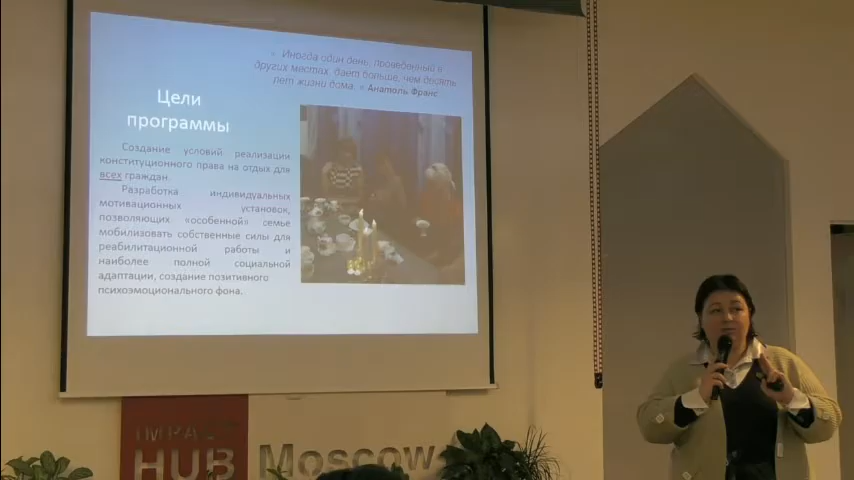 « Иногда один день, проведенный в
других местах, дает больше, чем десять
лет жизни дома. » Анатоль Франс
Цели
программы
Создание условий реализации
конституционного права на отдых для
всех граждан.
Разработка индивидуальных
мотивационных установок,
позволяющих «особенной» семье
мобилизовать собственные силы для
реабилитационной работы и
наиболее полной социальной
адаптации, создание позитивного
психоэмоционального фона.
IMPACT
HUB Moscow